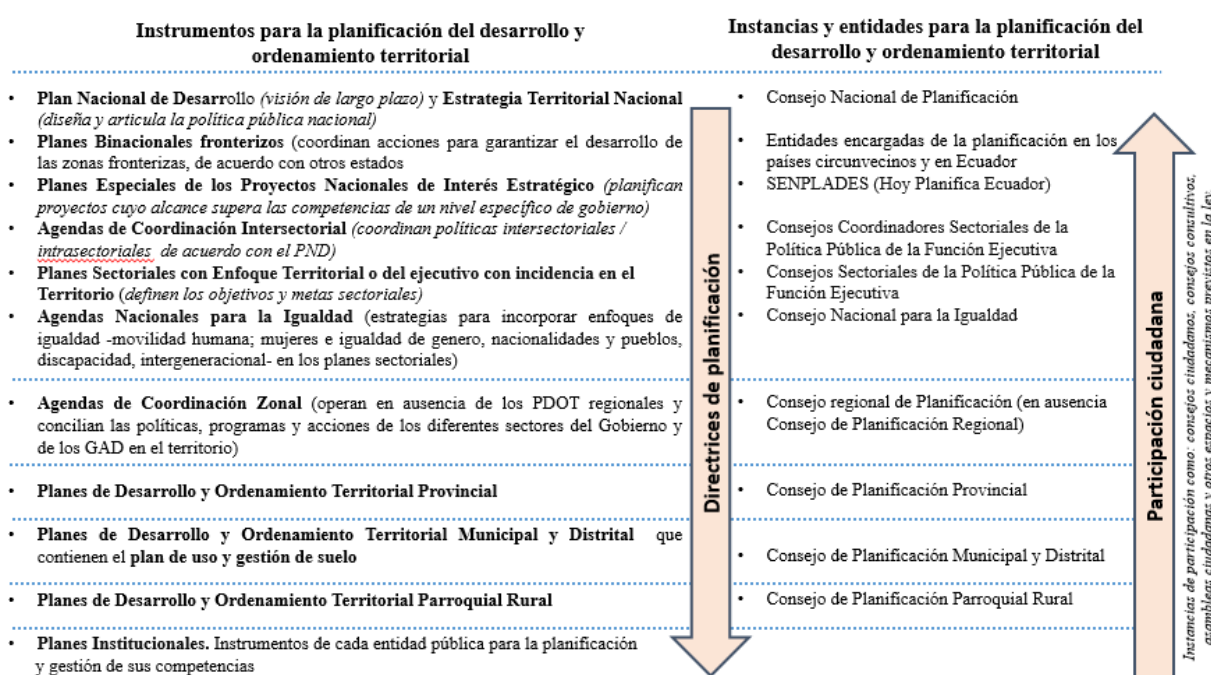 Instrumentos para la planificación del desarrollo y
ordenamiento territorial
• Plan Nacional de Desarrollo (visión de largo plazo) y Estrategia Territorial Nacional
(diseña y articula la política pública nacional)
• Planes Binacionales fronterizos (coordinan acciones para garantizar el desarrollo de
las zonas fronterizas, de acuerdo con otros estados
• Planes Especiales de los Proyectos Nacionales de Interés Estratégico (planifican
proyectos cuyo alcance supera las competencias de un nivel específico de gobierno)
• Agendas de Coordinación Intersectorial (coordinan políticas intersectoriales /
intrasectoriales de acuerdo con el PND)
• Planes Sectoriales con Enfoque Territorial o del ejecutivo con incidencia en el
Territorio (definen los objetivos y metas sectoriales)
• Agendas Nacionales para la Igualdad (estrategias para incorporar enfoques de
igualdad -movilidad humana; mujeres e igualdad de genero, nacionalidades y pueblos,
discapacidad, intergeneracional- en los planes sectoriales)
• Agendas de Coordinación Zonal (operan en ausencia de los PDOT regionales y
concilian las políticas, programas y acciones de los diferentes sectores del Gobierno y
de los GAD en el territorio)
• Planes de Desarrollo y Ordenamiento Territorial Provincial
• Planes de Desarrollo y Ordenamiento Territorial Municipal y Distrital que
contienen el plan de uso y gestión de suelo
• Planes de Desarrollo y Ordenamiento Territorial Parroquial Rural
• Planes Institucionales. Instrumentos de cada entidad pública para la planificación
y gestión de sus competencias
Directrices de planificación
Instancias y entidades para la planificación del
desarrollo y ordenamiento territorial
• Consejo Nacional de Planificación
• Entidades encargadas de la planificación en los
países circunvecinos y en Ecuador
• SENPLADES (Hoy Planifica Ecuador)
• Consejos Coordinadores Sectoriales de la
Política Pública de la Función Ejecutiva
• Consejos Sectoriales de la Política Pública de la
Función Ejecutiva
• Consejo Nacional para la Igualdad
• Consejo regional de Planificación (en ausencia
Consejo de Planificación Regional)
• Consejo de Planificación Provincial
• Consejo de Planificación Municipal y Distrital
• Consejo de Planificación Parroquial Rural
Participación ciudadana
Instancias de participación como: consejos ciudadanos, consejos consultivos,
asambleas ciudadanas y otros espacios y mecanismos previstos en la ley